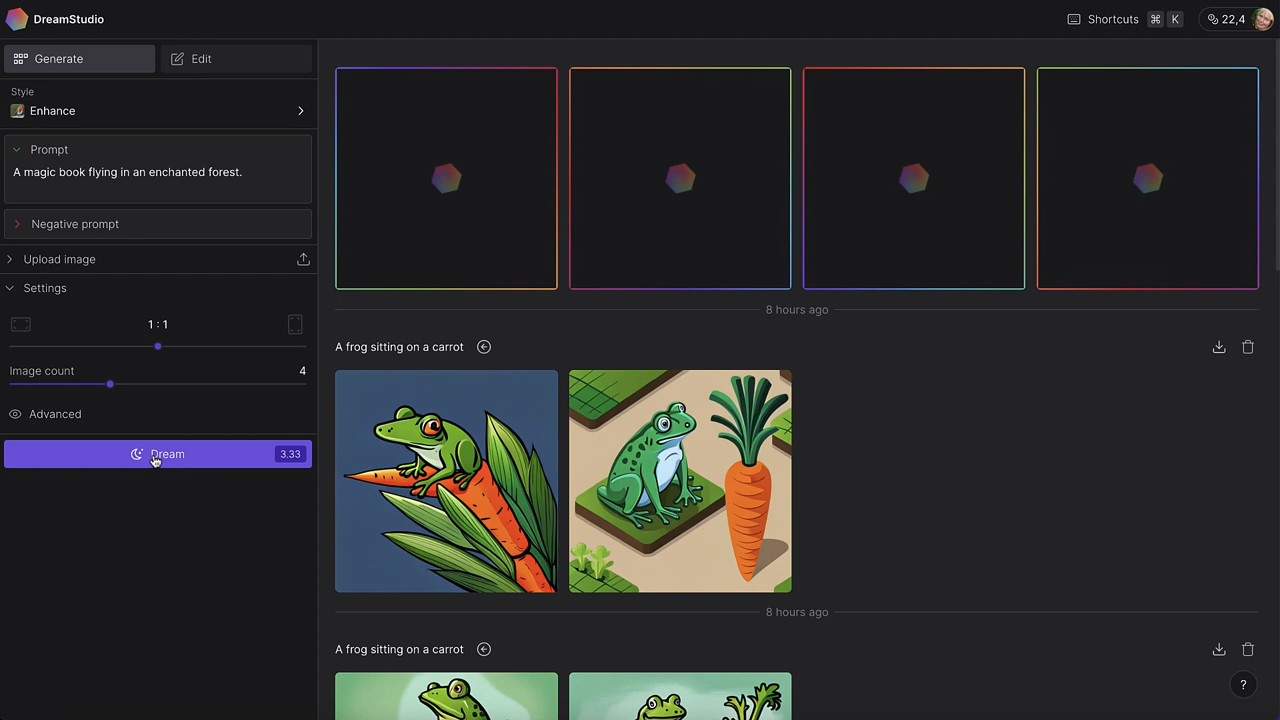 DreamStudio
Shortcuts ⌘ K 22,4
Generate
Edit
Style
Enhance
Prompt
A magic book flying in an enchanted forest.
Negative prompt
Upload image
Settings
1 : 1
Image count 4
Advanced
Dream 3.33
8 hours ago
A frog sitting on a carrot
8 hours ago
A frog sitting on a carrot
?